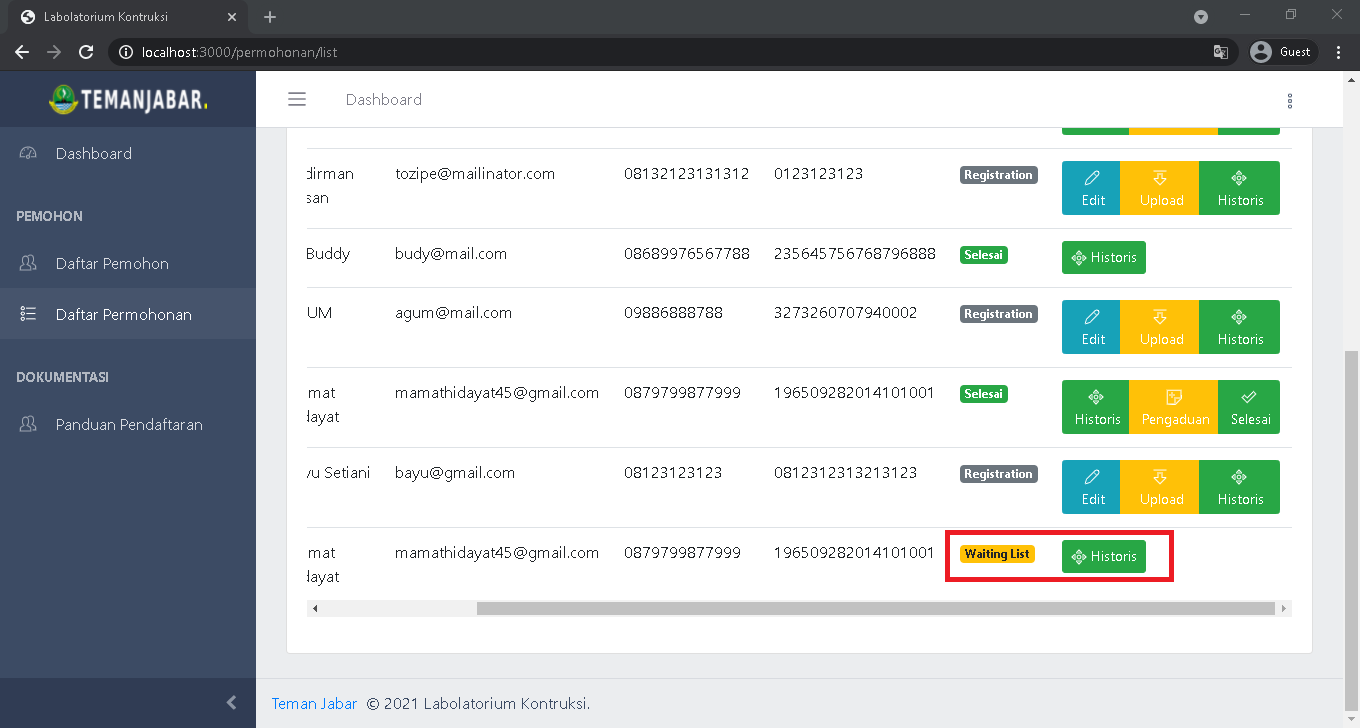 Labolatorium Kontruksi
localhost:3000/permohonan/list
Guest
TEMANJABAR.
Dashboard
Dashboard
PEMOHON
Daftar Pemohon
Daftar Permohonan
DOKUMENTASI
Panduan Pendaftaran
dirman
san
tozipe@mailinator.com 08132123131312 0123123123 Registration Edit Upload Historis
Buddy budy@mail.com 08689976567788 235645756768796888 Selesai Historis
UM agum@mail.com 09886888788 3273260707940002 Registration Edit Upload Historis
mat
dayat
mamathidayat45@gmail.com 0879799877999 196509282014101001 Selesai Historis Pengaduan Selesai
yu Setiani bayu@gmail.com 08123123123 0812312313213123 Registration Edit Upload Historis
mat
dayat
mamathidayat45@gmail.com 0879799877999 196509282014101001 Waiting List Historis
Teman Jabar © 2021 Labolatorium Kontruksi.